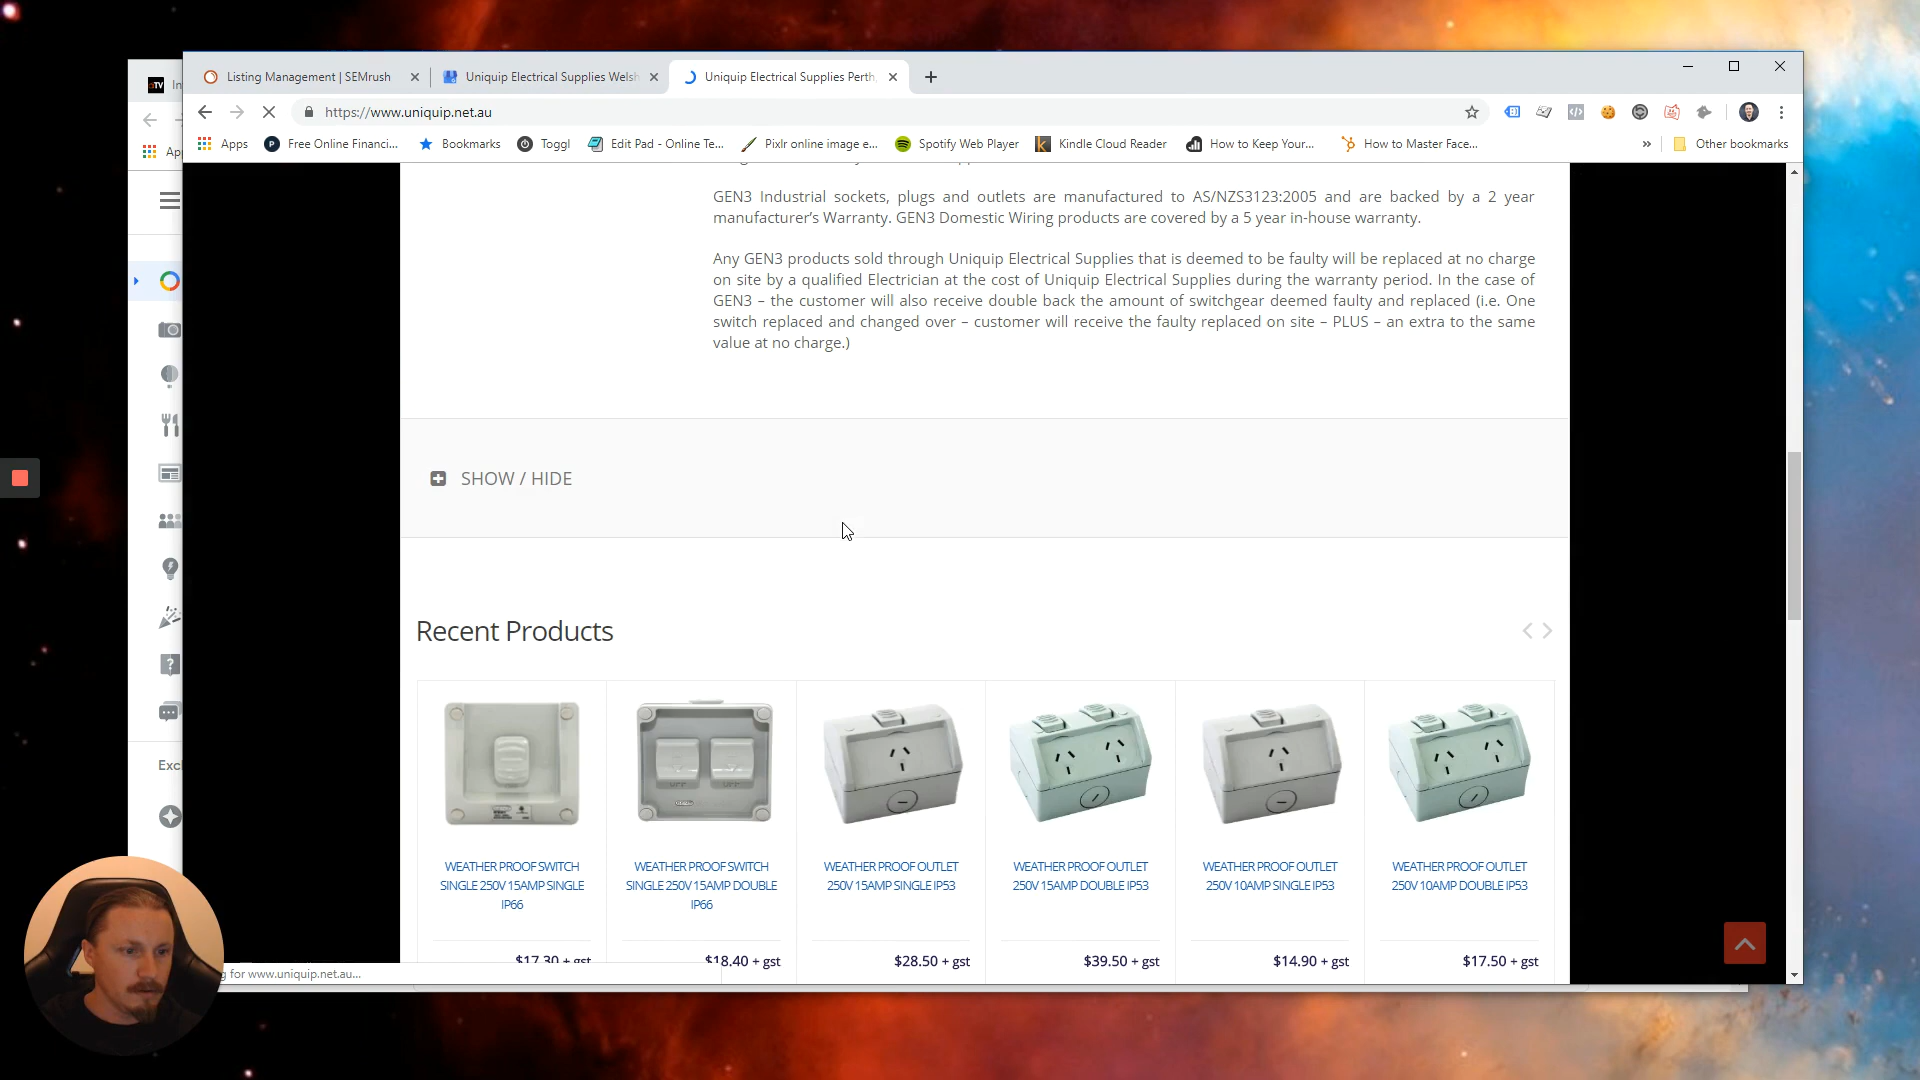 Listing Management | SEMrush
Uniquip Electrical Supplies Welsh
Uniquip Electrical Supplies Perth,
https://www.uniquip.net.au
Apps
Free Online Financi...
Bookmarks
Toggl
Edit Pad - Online Te...
Pixlr online image e...
Spotify Web Player
Kindle Cloud Reader
How to Keep Your...
How to Master Face...
»
Other bookmarks
GEN3 Industrial sockets, plugs and outlets are manufactured to AS/NZS3123:2005 and are backed by a 2 year
manufacturer's Warranty. GEN3 Domestic Wiring products are covered by a 5 year in-house warranty.
Any GEN3 products sold through Uniquip Electrical Supplies that is deemed to be faulty will be replaced at no charge
on site by a qualified Electrician at the cost of Uniquip Electrical Supplies during the warranty period. In the case of
GEN3 – the customer will also receive double back the amount of switchgear deemed faulty and replaced (i.e. One
switch replaced and changed over – customer will receive the faulty replaced on site – PLUS – an extra to the same
value at no charge.)
SHOW / HIDE
Recent Products
WEATHER PROOF SWITCH
SINGLE 250V 15AMP SINGLE
IP66
$17.30 + gst
WEATHER PROOF SWITCH
SINGLE 250V 15AMP DOUBLE
IP66
$18.40 + gst
WEATHER PROOF OUTLET
250V 15AMP SINGLE IP53
$28.50 + gst
WEATHER PROOF OUTLET
250V 15AMP DOUBLE IP53
$39.50 + gst
WEATHER PROOF OUTLET
250V 10AMP SINGLE IP53
$14.90 + gst
WEATHER PROOF OUTLET
250V 10AMP DOUBLE IP53
$17.50 + gst
g for www.uniquip.net.au...
TV
In
Ap
Excl